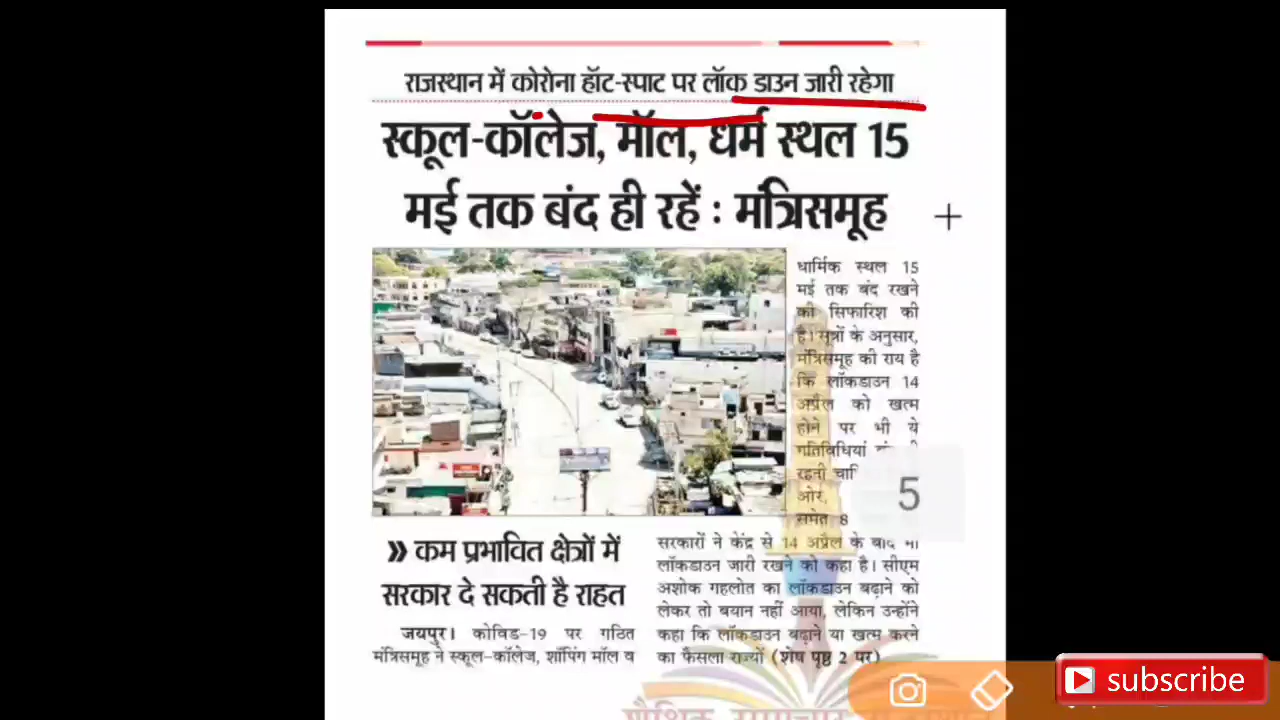 राजस्थान में कोरोना हॉट-स्पाट पर लॉक डाउन जारी रहेगा
स्कूल-कॉलेज, मॉल, धर्म स्थल 15
मई तक बंद ही रहें : मंत्रिसमूह
» कम प्रभावित क्षेत्रों में
सरकार दे सकती है राहत
जयपुर। कोविड-19 पर गठित
मंत्रिसमूह ने स्कूल-कॉलेज, शॉपिंग मॉल व
धार्मिक स्थल 15
मई तक बंद रखने
की सिफारिश की
है। सूत्रों के अनुसार,
मंत्रिसमूह की राय है
कि लॉकडाउन 14
अप्रैल को खत्म
होने पर भी ये
गतिविधियां
रहनी
ओर,
समेत 8
सरकारों ने केंद्र से 14 अप्रैल के बाद भी
लॉकडाउन जारी रखने को कहा है। सीएम
अशोक गहलोत का लॉकडाउन बढ़ाने को
लेकर तो बयान नहीं आया, लेकिन उन्होंने
कहा कि लॉकडाउन बढ़ाने या खत्म करने
का फैसला राज्यों (शेष पृष्ठ 2 पर)
5
शैक्षिक समाचार
subscribe